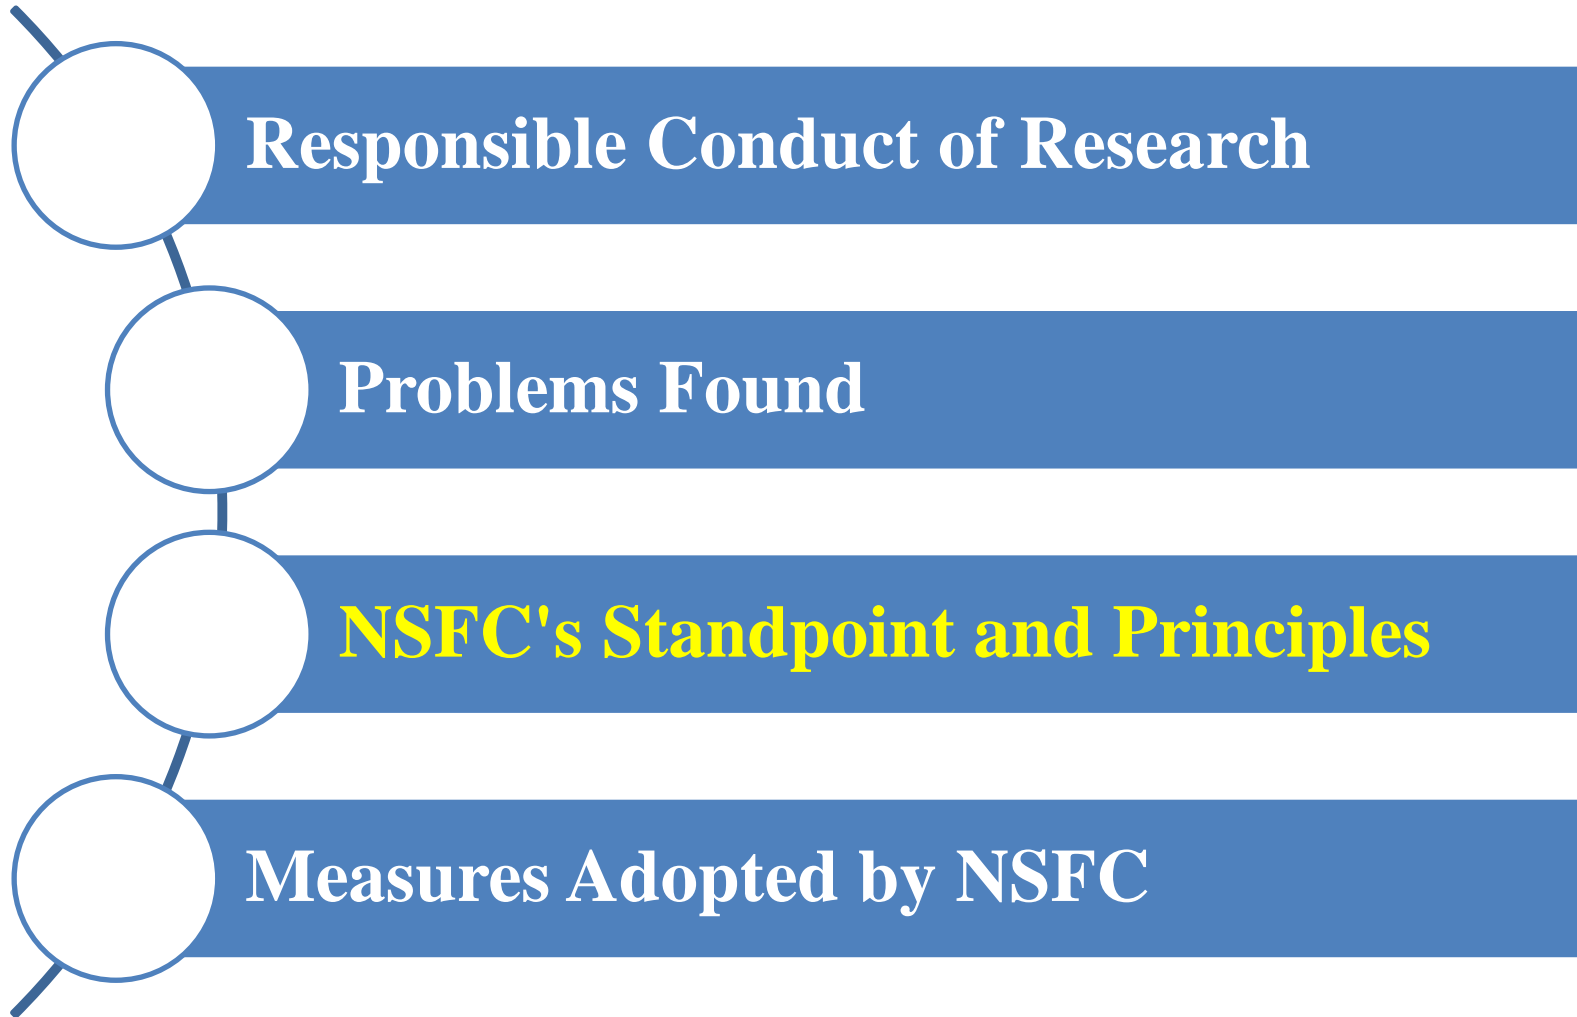 Responsible Conduct of Research
Problems Found
NSFC's Standpoint and Principles
Measures Adopted by NSFC